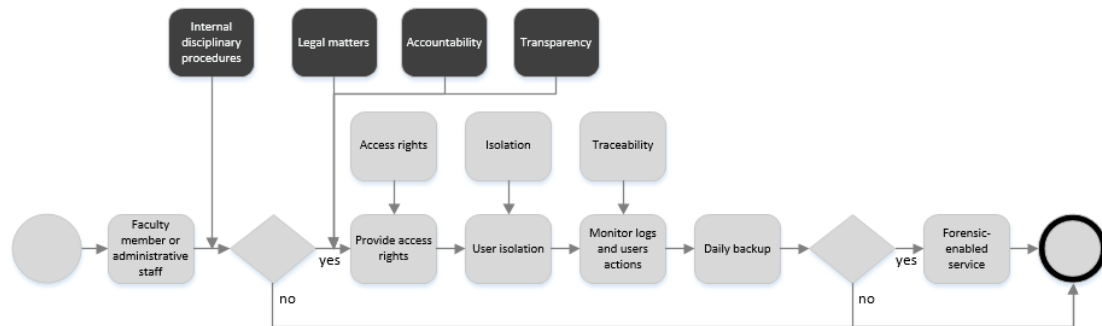 Internal
disciplinary
procedures
Legal matters
Accountability
Transparency
Access rights
Isolation
Traceability
Faculty
member or
administrative
staff
yes
no
Provide access
rights
User isolation
Monitor logs
and users
actions
Daily backup
yes
no
Forensic-
enabled
service